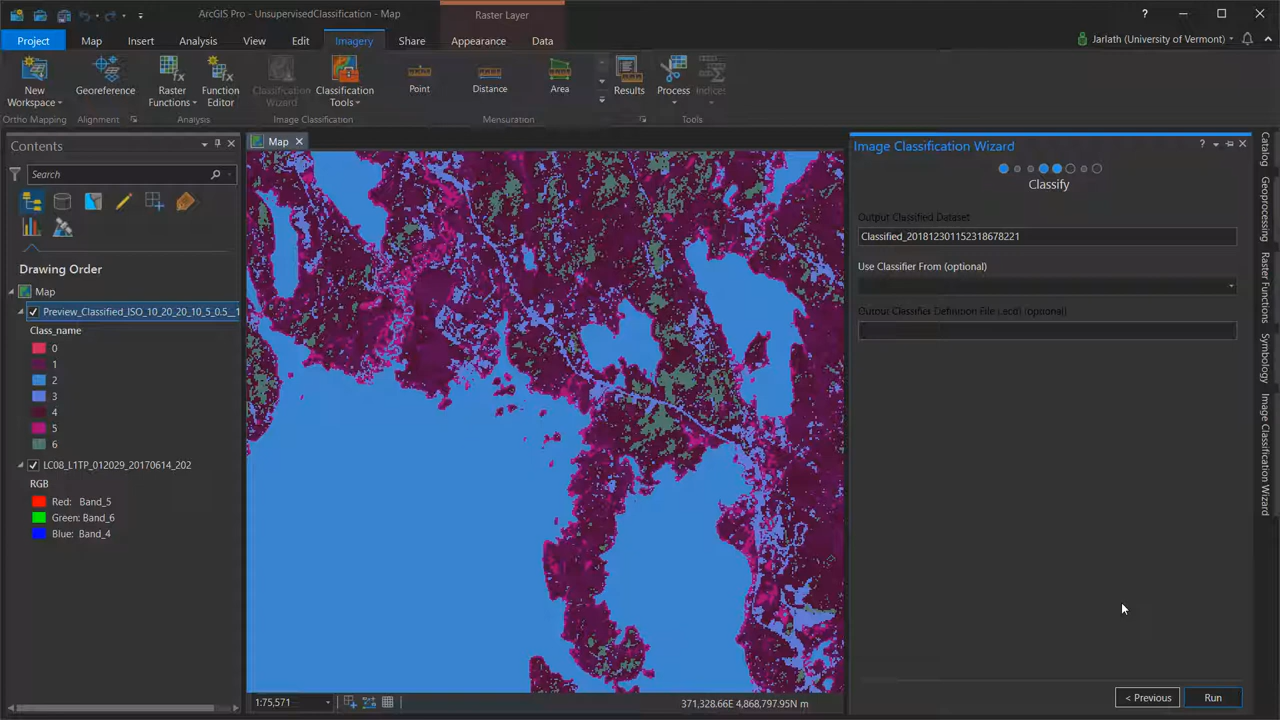 ArcGIS Pro - UnsupervisedClassification - Map
Raster Layer
?
Project
Map
Insert
Analysis
View
Edit
Imagery
Share
Appearance
Data
Jarlath (University of Vermont)
New
Workspace
Georeference
Raster
Functions
Function
Editor
Classification
Wizard
Classification
Tools
Point
Distance
Area
Results
Process
Indices
Ortho Mapping
Alignment
Analysis
Image Classification
Mensuration
Tools
Contents
Search
Drawing Order
Map
Preview_Classified_ISO_10_20_20_10_5_0.5__1
Class_name
0
1
2
3
4
5
6
LC08_L1TP_012029_20170614_202
RGB
Red: Band_5
Green: Band_6
Blue: Band_4
Map
1:75,571
371,328.66E 4,868,797.95N m
Image Classification Wizard
?
Classify
Output Classified Dataset
Classified_201812301152318678221
Use Classifier From (optional)
Output Classifier Definition File (.ecd) (optional)
< Previous
Run
Catalog
Geoprocessing
Raster Functions
Symbology
Image Classification Wizard